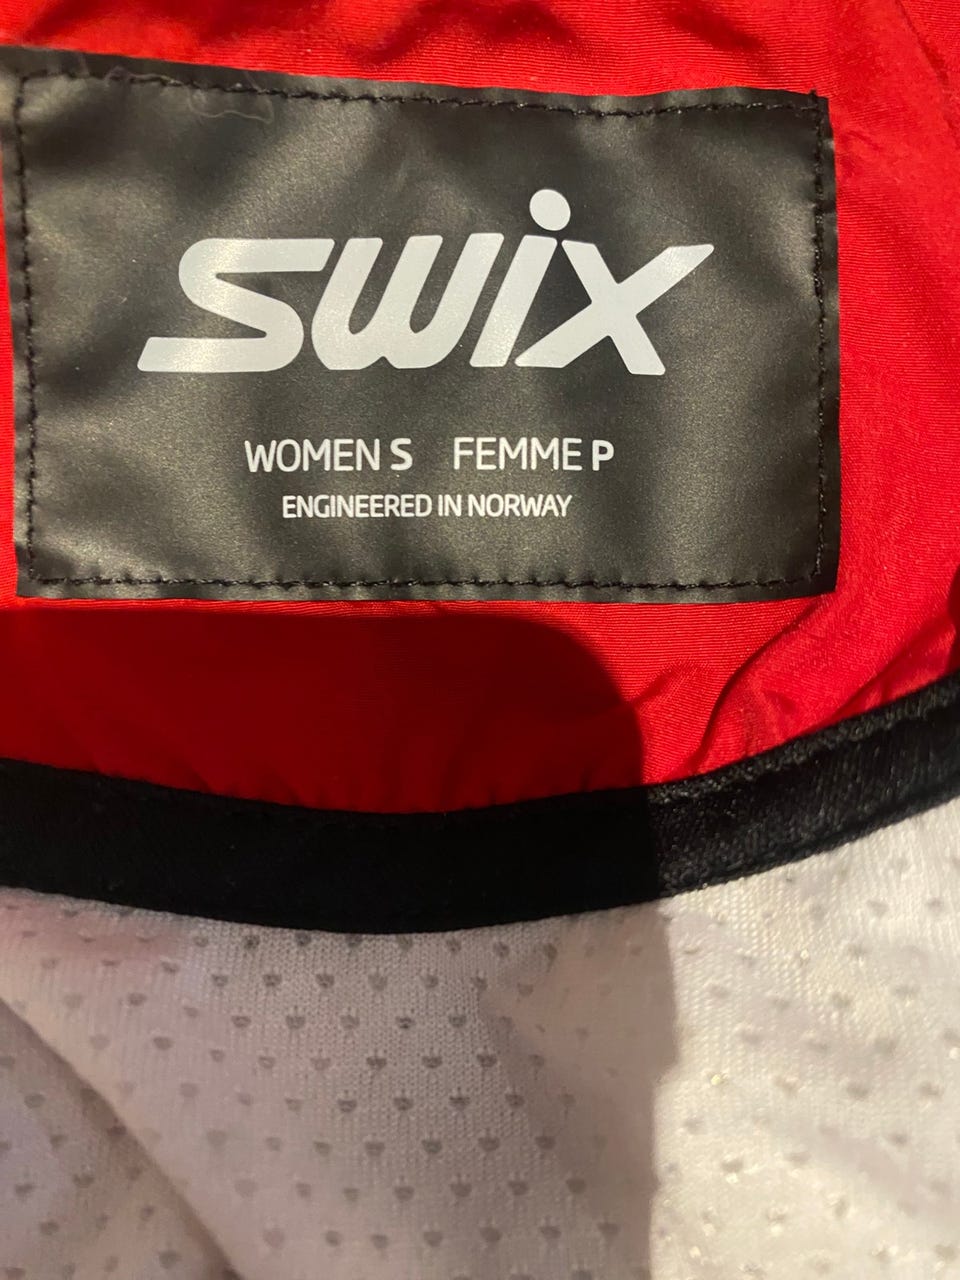 swix
WOMEN S FEMME P
ENGINEERED IN NORWAY